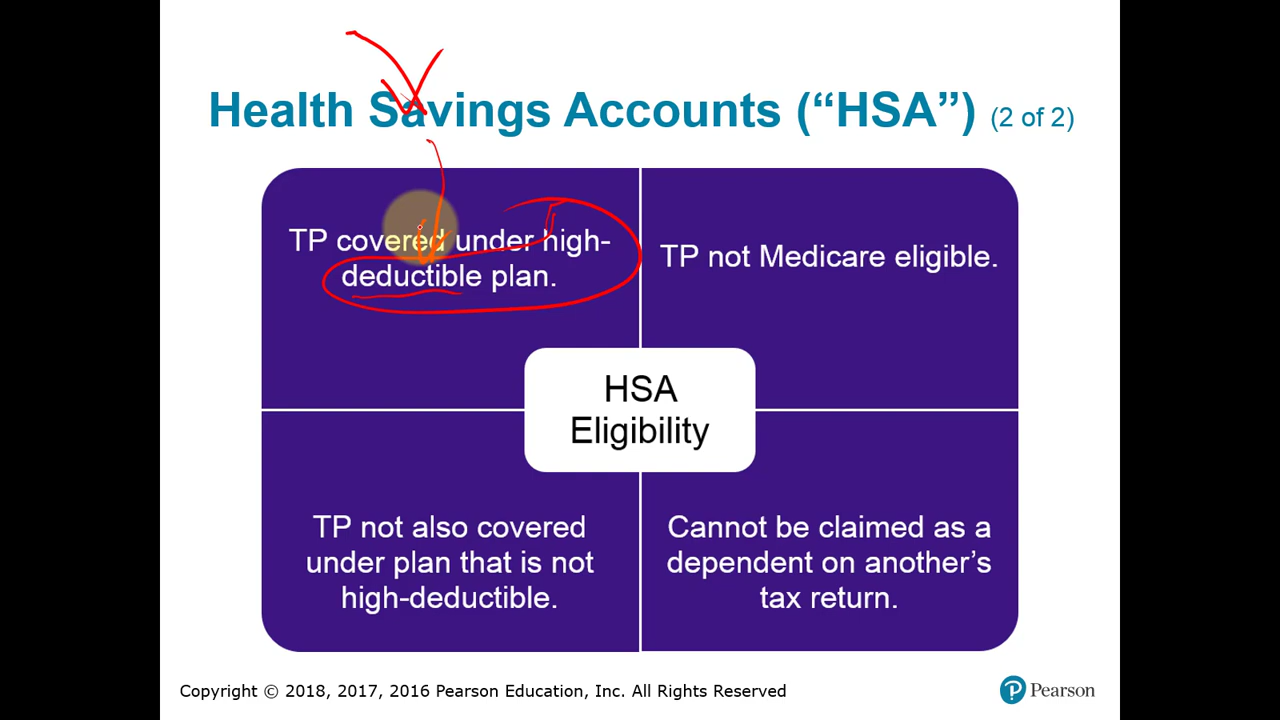 Health Savings Accounts (“HSA”) (2 of 2)
TP covered under high-
deductible plan.
TP not Medicare eligible.
HSA
Eligibility
TP not also covered
under plan that is not
high-deductible.
Cannot be claimed as a
dependent on another’s
tax return.
Copyright © 2018, 2017, 2016 Pearson Education, Inc. All Rights Reserved
P Pearson